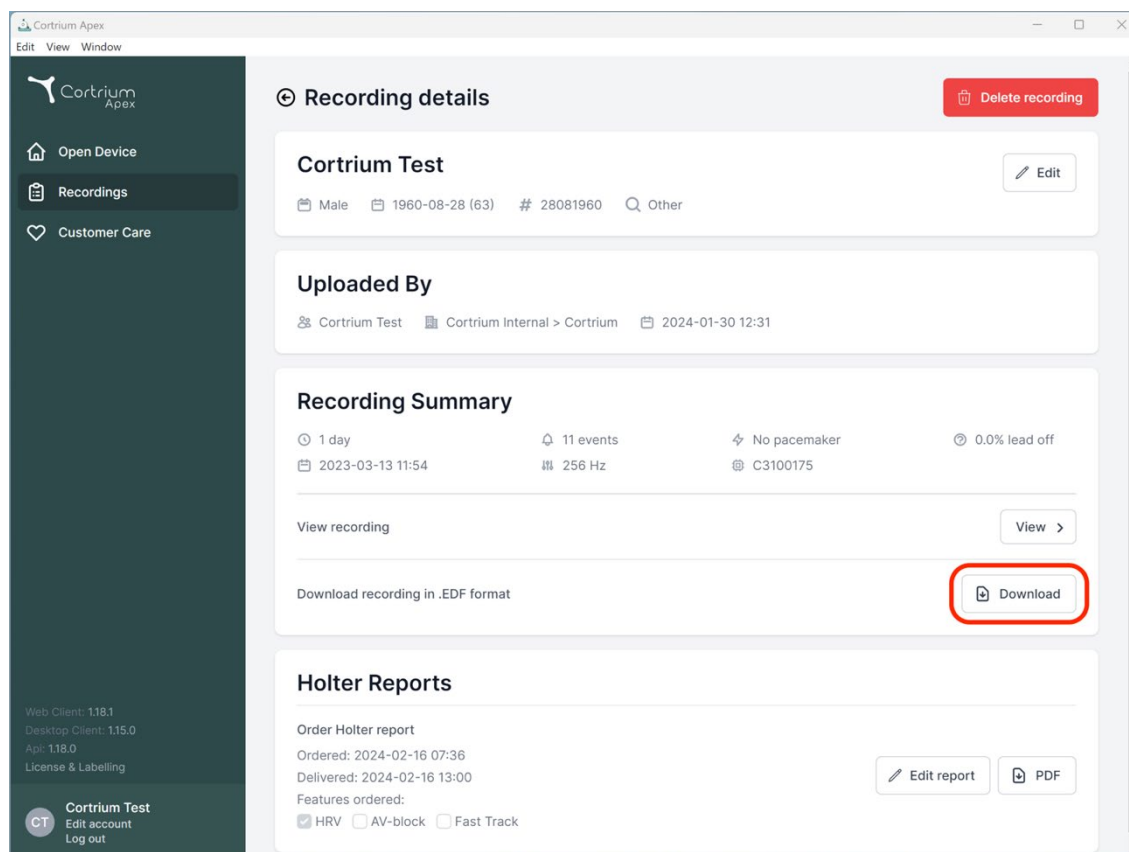 Cortrium Apex
Edit View Window
Cortrium
Apex
Open Device
Recordings
Customer Care
Web Client: 1.18.1
Desktop Client: 1.15.0
Api: 1.18.0
License & Labelling
CT
Cortrium Test
Edit account
Log out
Recording details
Delete recording
Cortrium Test
Edit
Male 1960-08-28 (63) # 28081960 Other
Uploaded By
Cortrium Test Cortrium Internal > Cortrium 2024-01-30 12:31
Recording Summary
1 day 11 events No pacemaker 0.0% lead off
2023-03-13 11:54 256 Hz C3100175
View recording
View >
Download recording in .EDF format
Download
Holter Reports
Order Holter report
Ordered: 2024-02-16 07:36
Delivered: 2024-02-16 13:00
Features ordered:
HRV AV-block Fast Track
Edit report PDF